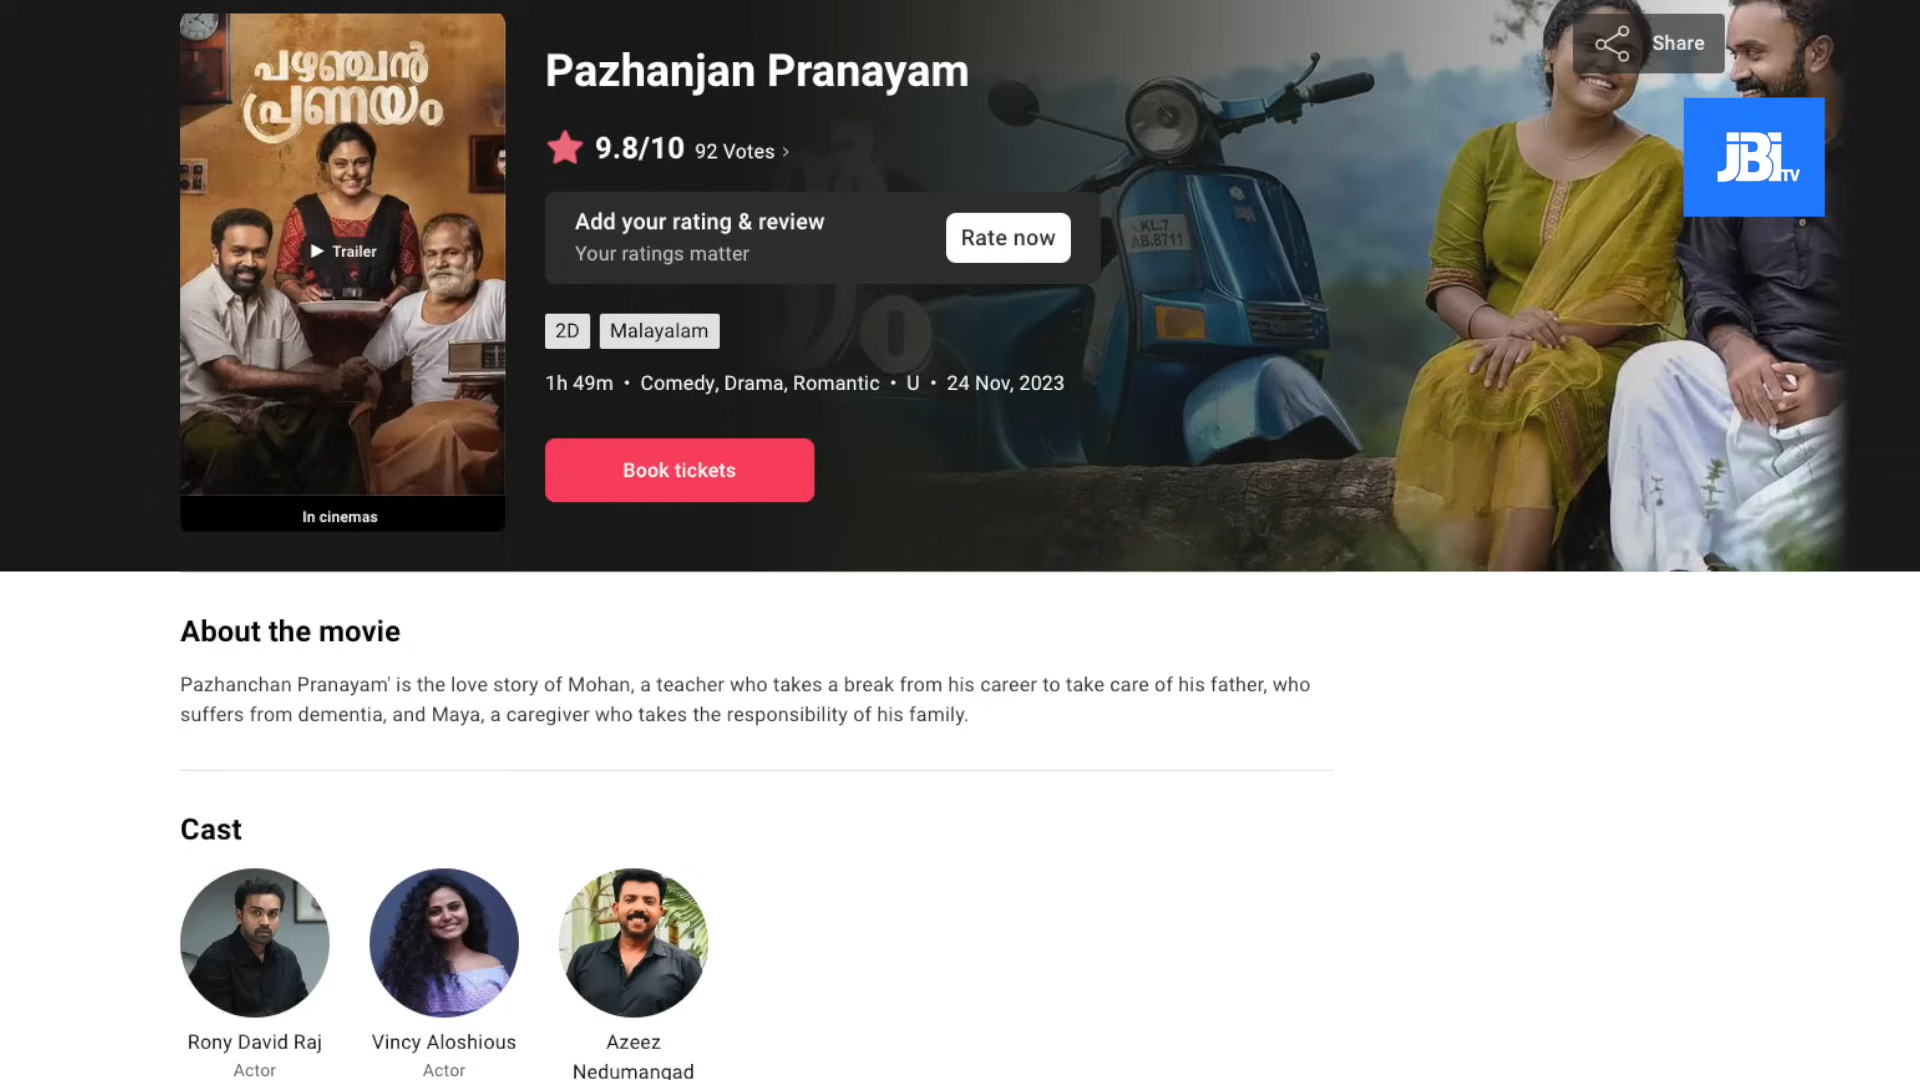 പഴഞ്ചൻ
പ്രണയം
Trailer
In cinemas
Pazhanjan Pranayam
9.8/10 92 Votes ›
Add your rating & review
Your ratings matter
Rate now
2D Malayalam
1h 49m • Comedy, Drama, Romantic • U • 24 Nov, 2023
Book tickets
Share
JBI TV
KL.7
AB.8711
About the movie
Pazhanchan Pranayam' is the love story of Mohan, a teacher who takes a break from his career to take care of his father, who
suffers from dementia, and Maya, a caregiver who takes the responsibility of his family.
Cast
Rony David Raj
Actor
Vincy Aloshious
Actor
Azeez
Nedumangad